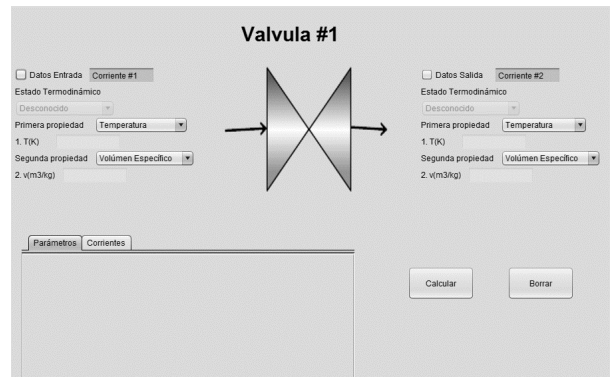 Valvula #1
Datos Entrada Corriente #1
Estado Termodinámico
Desconocido
Primera propiedad Temperatura
1. T(K)
Segunda propiedad Volúmen Específico
2. v(m3/kg)
Datos Salida Corriente #2
Estado Termodinámico
Desconocido
Primera propiedad Temperatura
1. T(K)
Segunda propiedad Volúmen Específico
2. v(m3/kg)
Parámetros Corrientes
Calcular Borrar